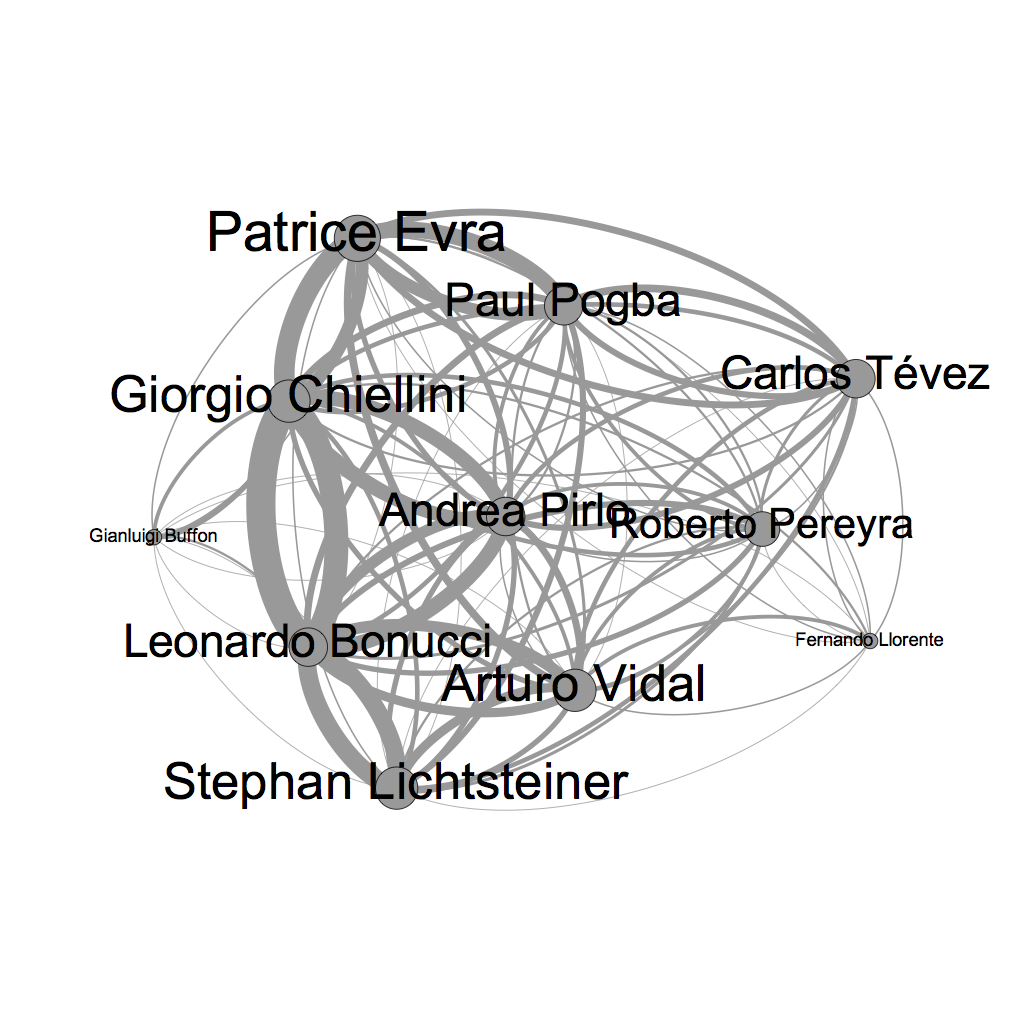 Patrice Evra
Paul Pogba
Carlos Tévez
Giorgio Chiellini
Andrea Pirlo
Roberto Pereyra
Gianluigi Buffon
Leonardo Bonucci
Fernando Llorente
Arturo Vidal
Stephan Lichtsteiner